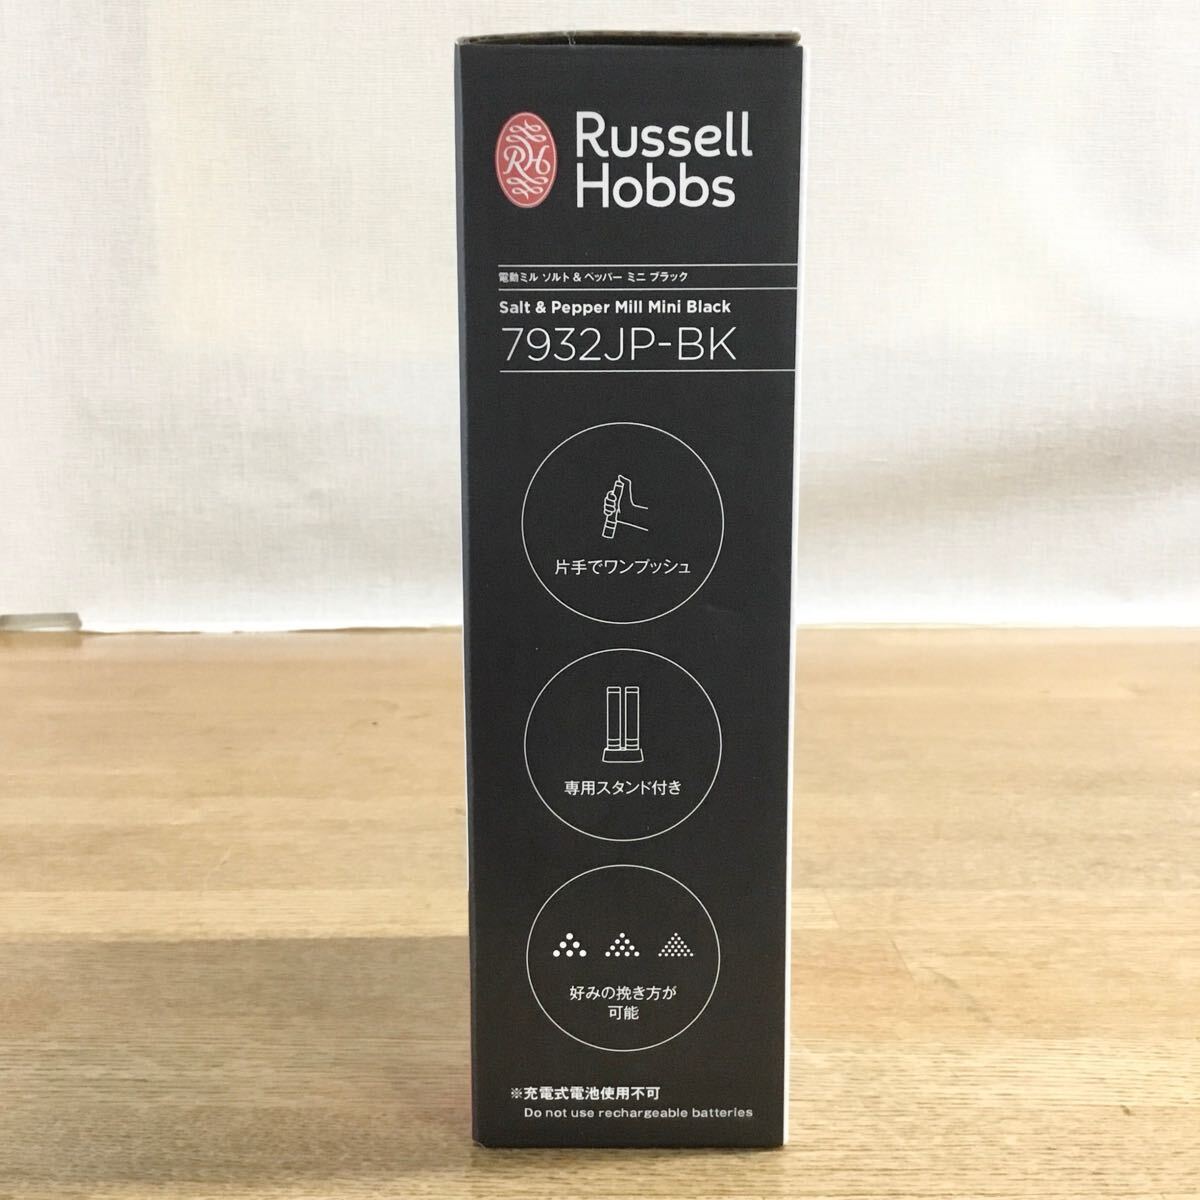 RH
Russell
Hobbs
電動ミル ソルト&ペッパー ミニ ブラック
Salt & Pepper Mill Mini Black
7932JP-BK
片手でワンプッシュ
専用スタンド付き
好みの挽き方が
可能
※充電式電池使用不可
Do not use rechargeable batteries